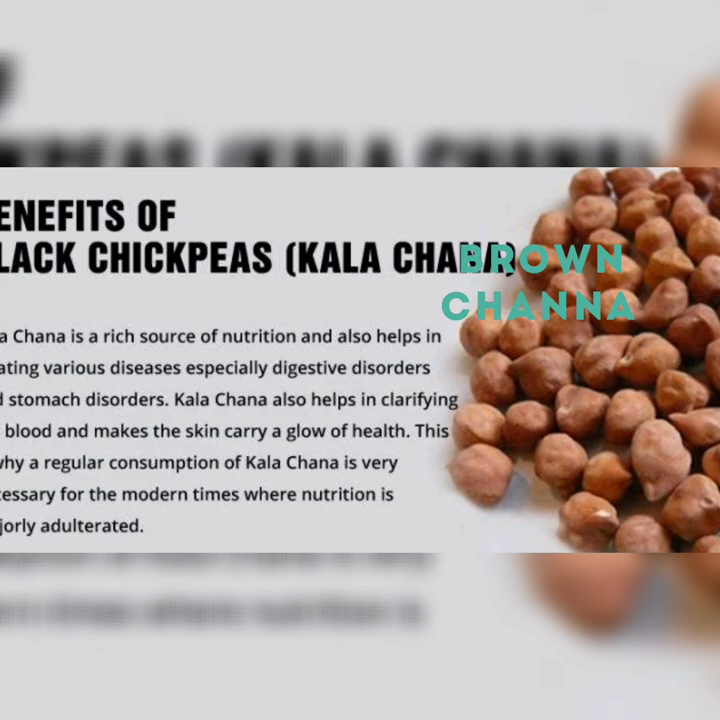 ENEFITS OF
LACK CHICKPEAS (KALA CHANA)
BROWN
CHANNA
a Chana is a rich source of nutrition and also helps in
ating various diseases especially digestive disorders
d stomach disorders. Kala Chana also helps in clarifying
blood and makes the skin carry a glow of health. This
why a regular consumption of Kala Chana is very
cessary for the modern times where nutrition is
jorly adulterated.